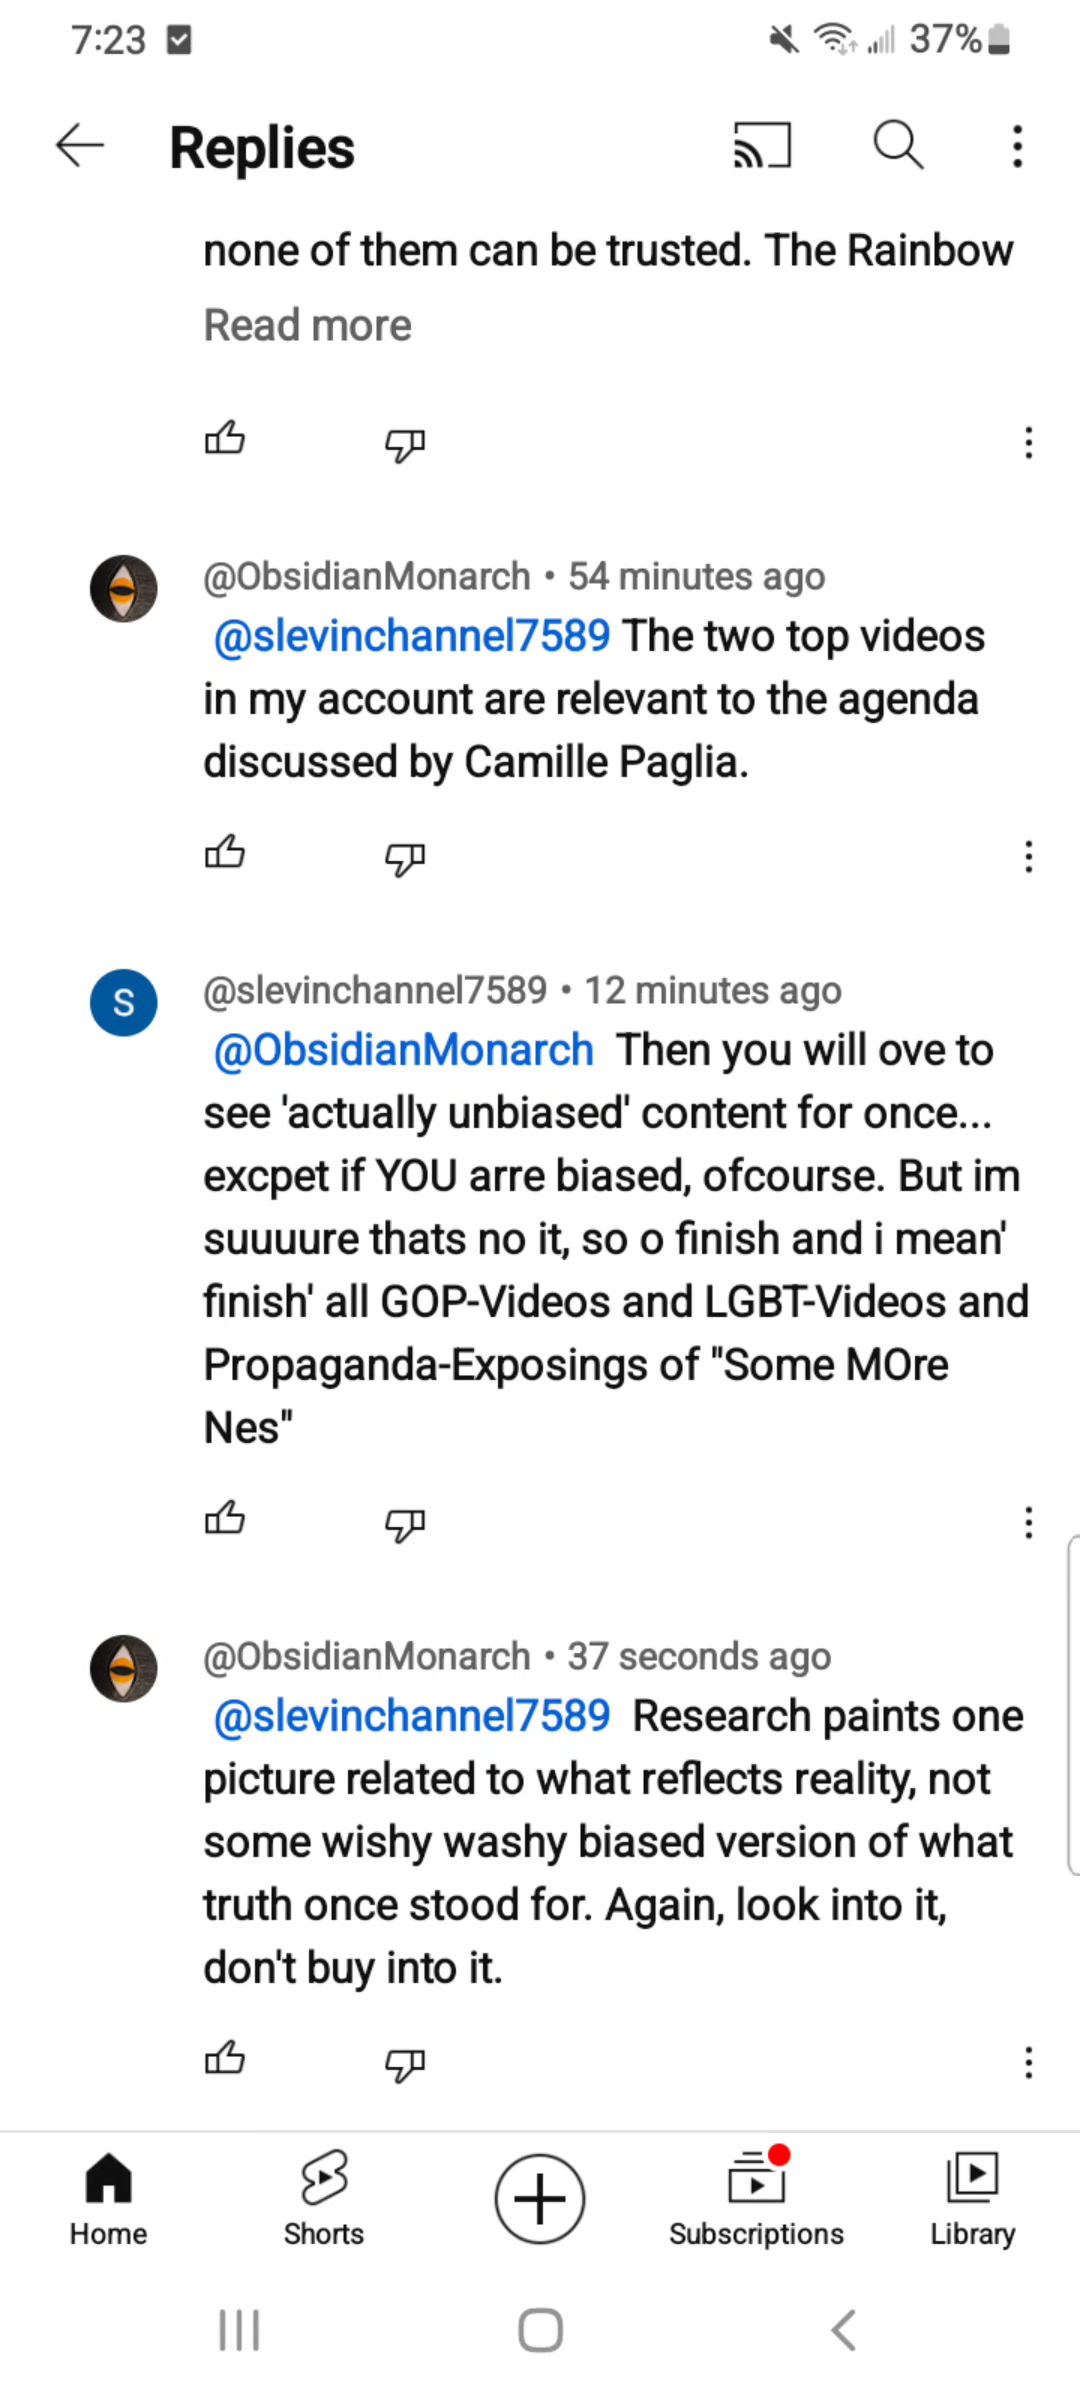 7:23
37%
Replies
none of them can be trusted. The Rainbow
Read more
@ObsidianMonarch • 54 minutes ago
@slevinchannel7589 The two top videos
in my account are relevant to the agenda
discussed by Camille Paglia.
S
@slevinchannel7589 • 12 minutes ago
@ObsidianMonarch Then you will ove to
see 'actually unbiased' content for once...
excpet if YOU arre biased, ofcourse. But im
suuuure thats no it, so o finish and i mean'
finish' all GOP-Videos and LGBT-Videos and
Propaganda-Exposings of "Some MOre
Nes"
@ObsidianMonarch • 37 seconds ago
@slevinchannel7589 Research paints one
picture related to what reflects reality, not
some wishy washy biased version of what
truth once stood for. Again, look into it,
don't buy into it.
Home
Shorts
Subscriptions
Library